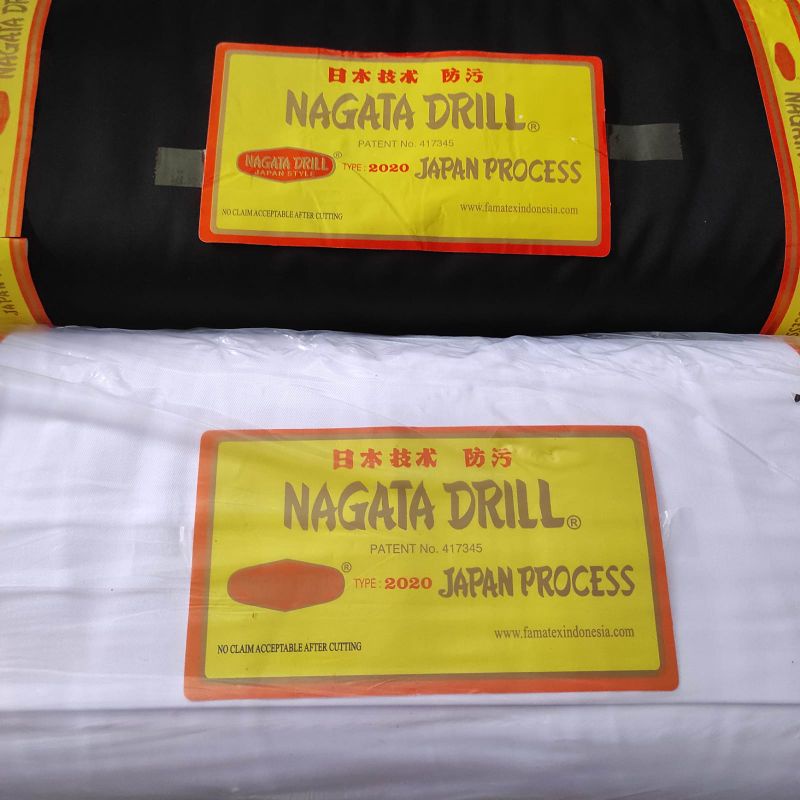 日本技术 防污
NAGATA DRILL®
PATENT No. 417345
NAGATA DRILL®
JAPAN STYLE
TYPE : 2020 JAPAN PROCESS
www.famatexindonesia.com
NO CLAIM ACCEPTABLE AFTER CUTTING
日本技术 防污
NAGATA DRILL®
PATENT No. 417345
® TYPE : 2020 JAPAN PROCESS
www.famatexindonesia.com
NO CLAIM ACCEPTABLE AFTER CUTTING